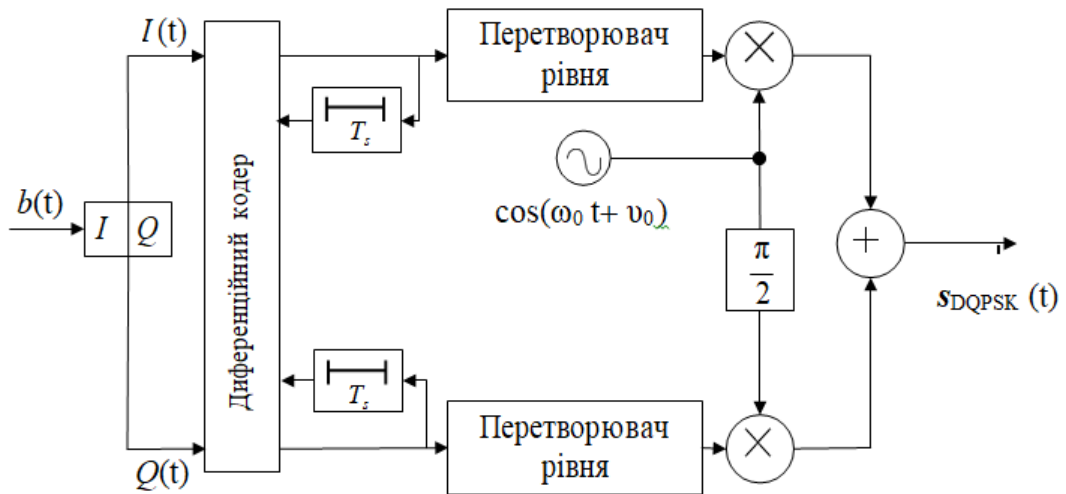 I (t)
Перетворювач
рівня
T_s
Диференційний кодер
b(t)
I Q
cos(ω₀ t+ υ₀)
π
2
+
s_DQPSK (t)
T_s
Перетворювач
рівня
Q(t)